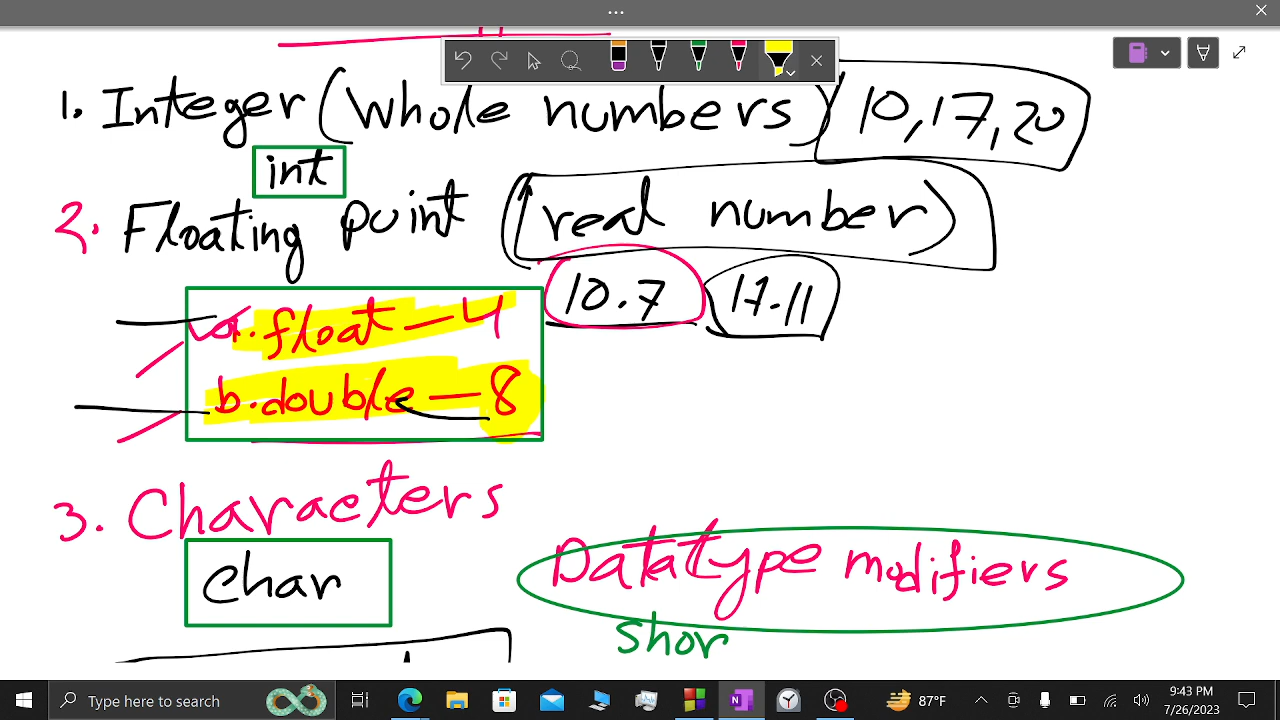 1. Integer (whole numbers) 10,17,20
int
2. Floating point (real number)
10.7 17.11
a. float – 4
b. double – 8
3. Characters
char
Datatype modifiers
shor
Type here to search
87°F
9:43 PM
7/26/2023